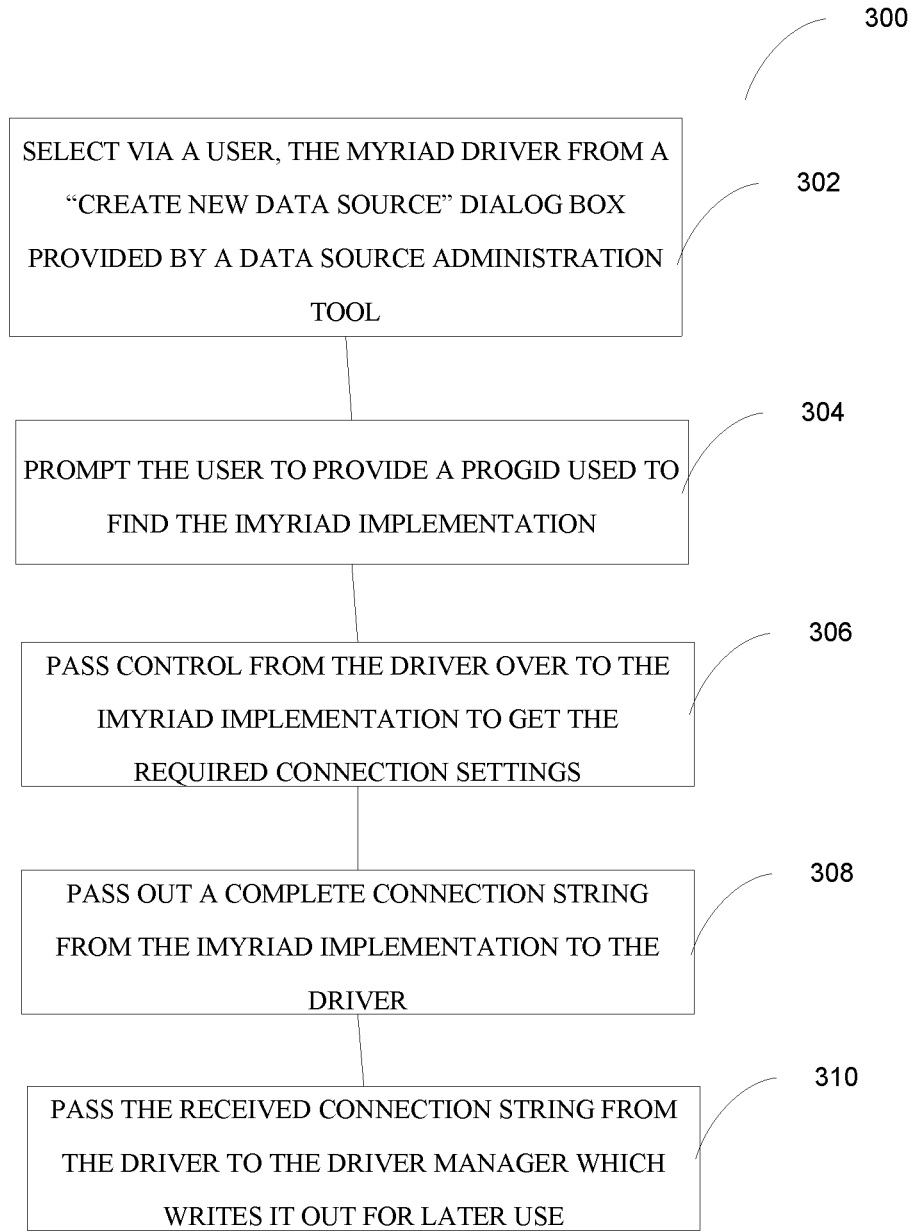 300
SELECT VIA A USER, THE MYRIAD DRIVER FROM A
“CREATE NEW DATA SOURCE” DIALOG BOX
PROVIDED BY A DATA SOURCE ADMINISTRATION
TOOL
302
PROMPT THE USER TO PROVIDE A PROGID USED TO
FIND THE IMYRIAD IMPLEMENTATION
304
PASS CONTROL FROM THE DRIVER OVER TO THE
IMYRIAD IMPLEMENTATION TO GET THE
REQUIRED CONNECTION SETTINGS
306
PASS OUT A COMPLETE CONNECTION STRING
FROM THE IMYRIAD IMPLEMENTATION TO THE
DRIVER
308
PASS THE RECEIVED CONNECTION STRING FROM
THE DRIVER TO THE DRIVER MANAGER WHICH
WRITES IT OUT FOR LATER USE
310